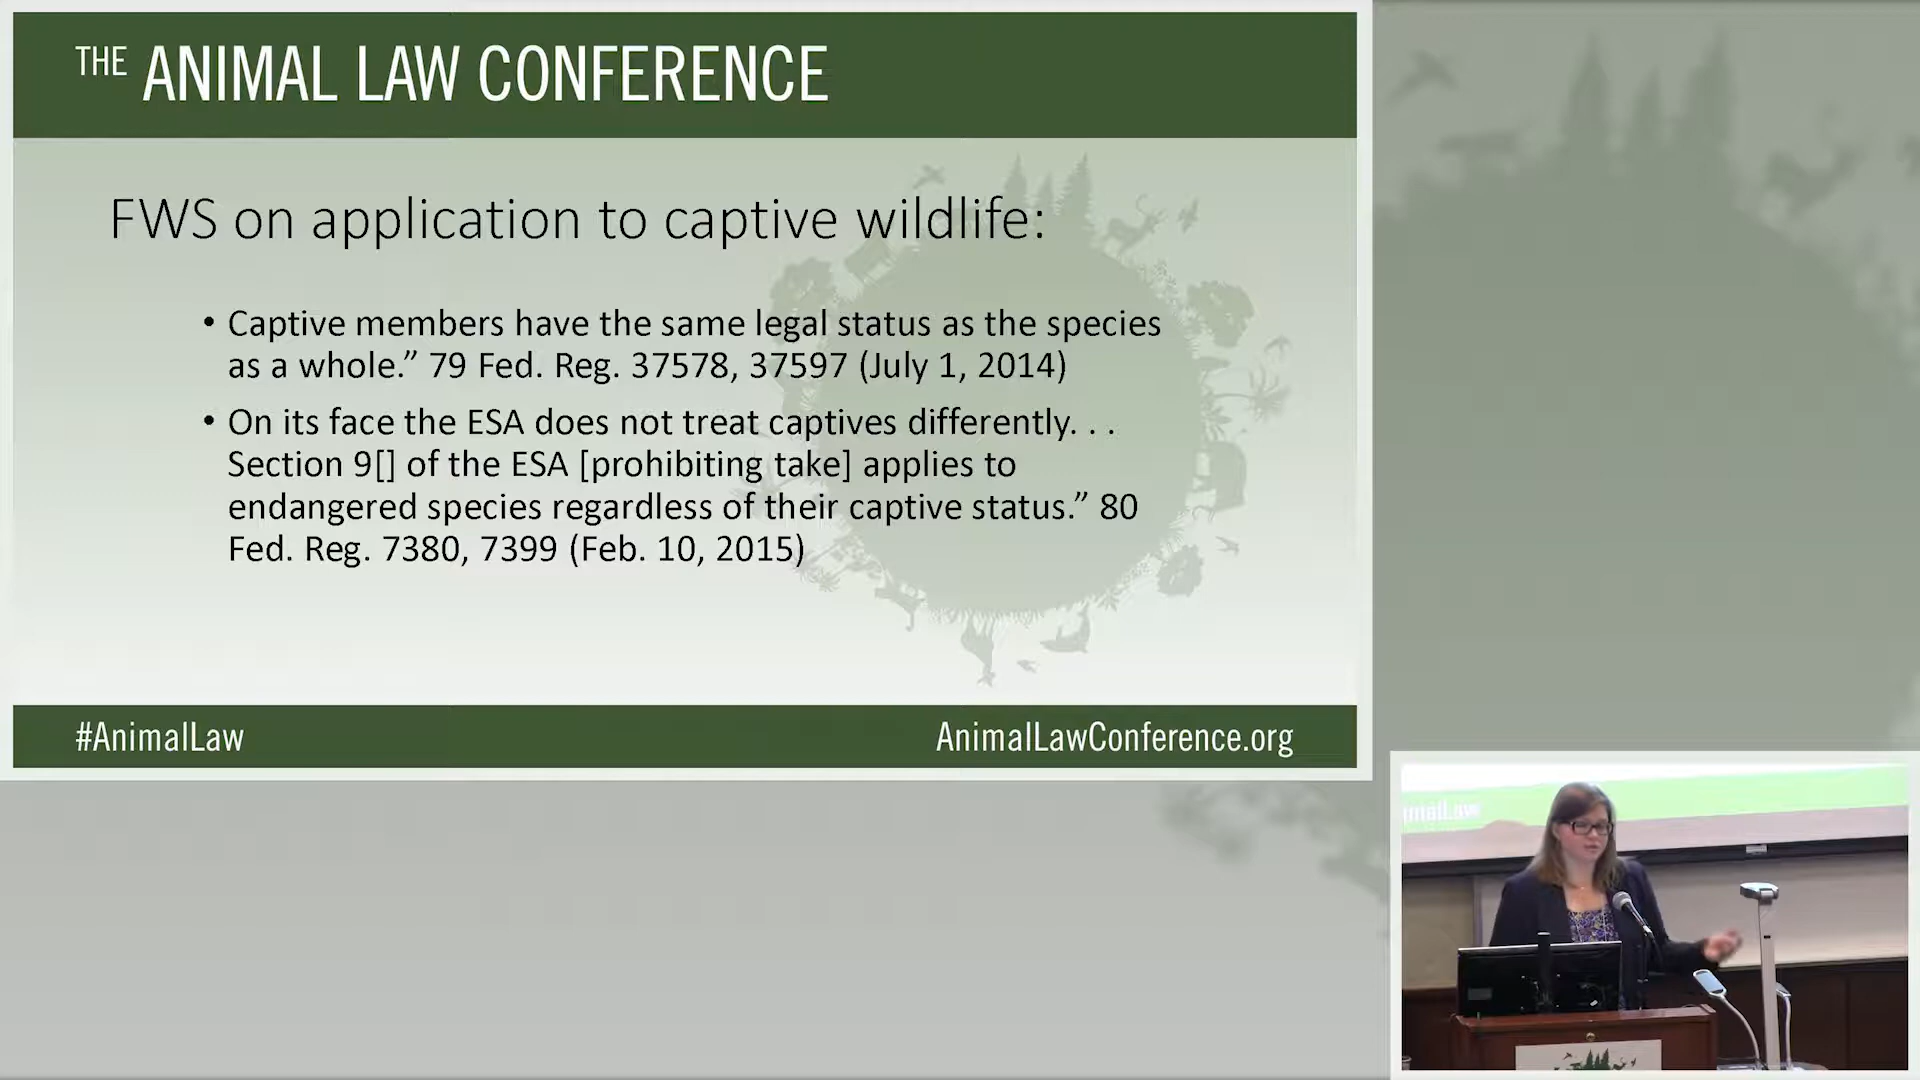 THE ANIMAL LAW CONFERENCE
FWS on application to captive wildlife:
• Captive members have the same legal status as the species
as a whole.” 79 Fed. Reg. 37578, 37597 (July 1, 2014)
• On its face the ESA does not treat captives differently. . .
Section 9[] of the ESA [prohibiting take] applies to
endangered species regardless of their captive status.” 80
Fed. Reg. 7380, 7399 (Feb. 10, 2015)
#AnimalLaw
AnimalLawConference.org